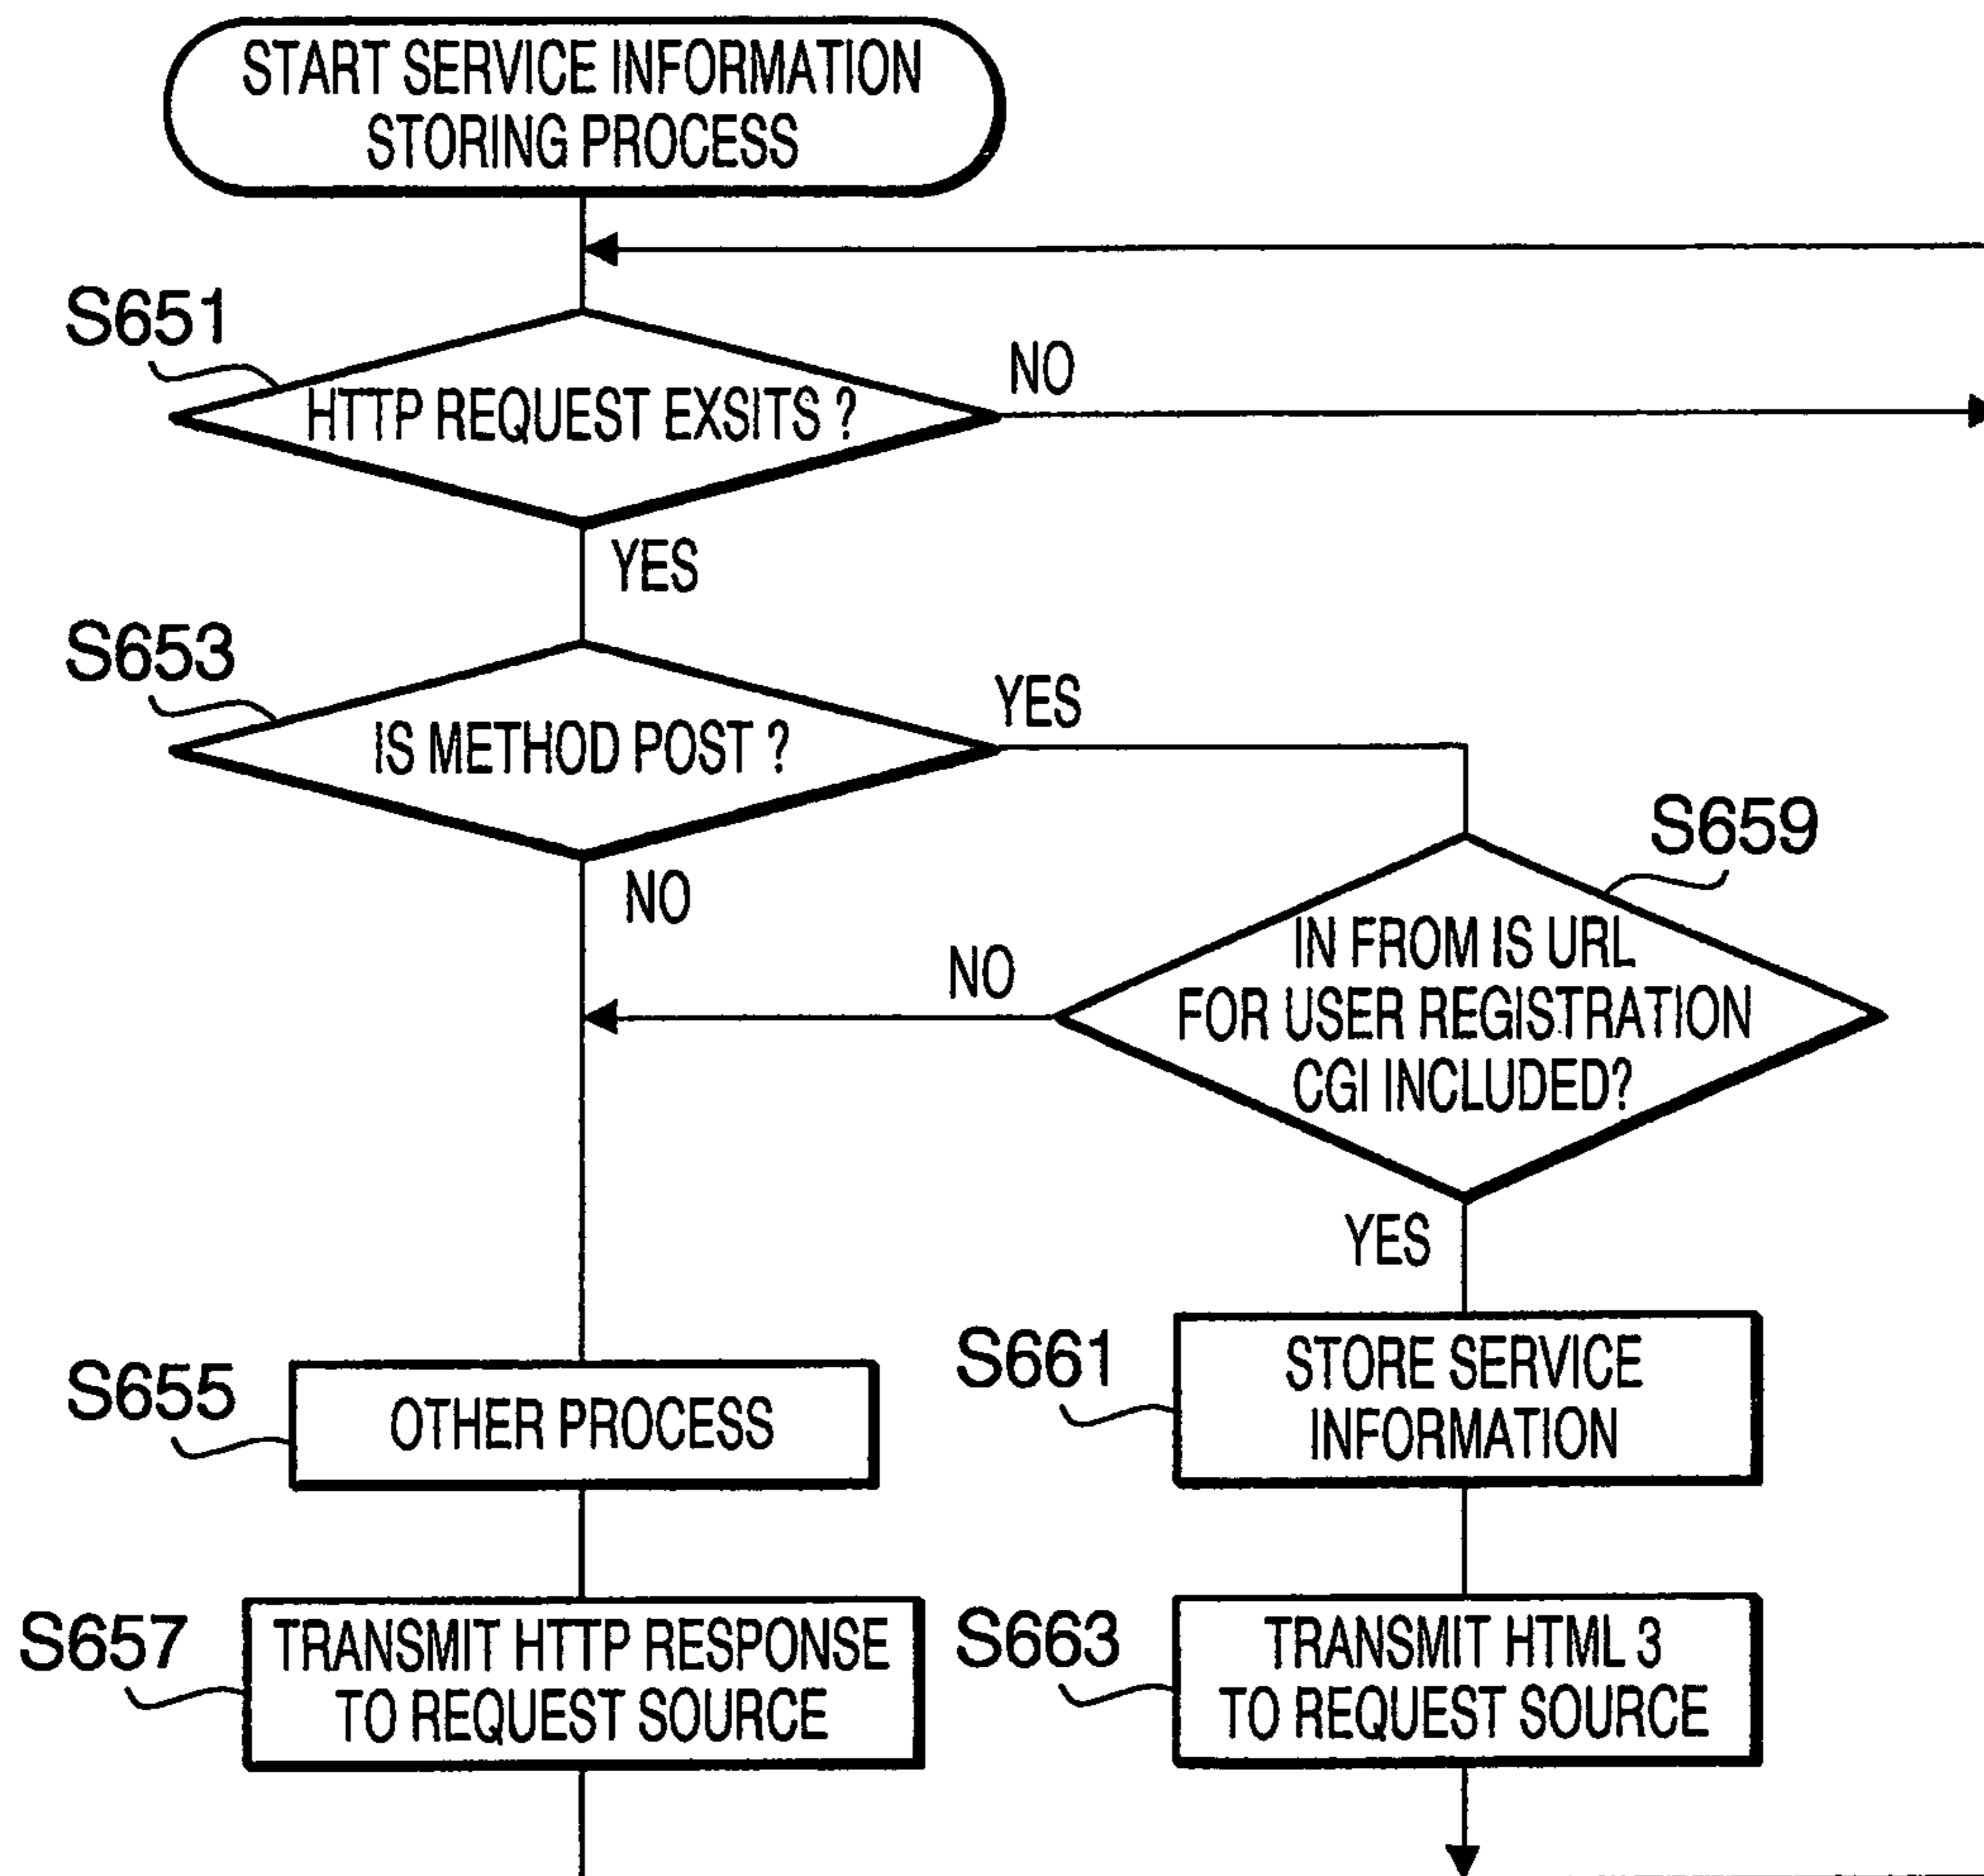 START SERVICE INFORMATION
STORING PROCESS
S651
HTTP REQUEST EXSITS ?
NO
YES
S653
IS METHOD POST ?
YES
NO
S659
IN FROM IS URL
FOR USER REGISTRATION
CGI INCLUDED?
NO
YES
S655
OTHER PROCESS
S661
STORE SERVICE
INFORMATION
S657
TRANSMIT HTTP RESPONSE
TO REQUEST SOURCE
S663
TRANSMIT HTML 3
TO REQUEST SOURCE